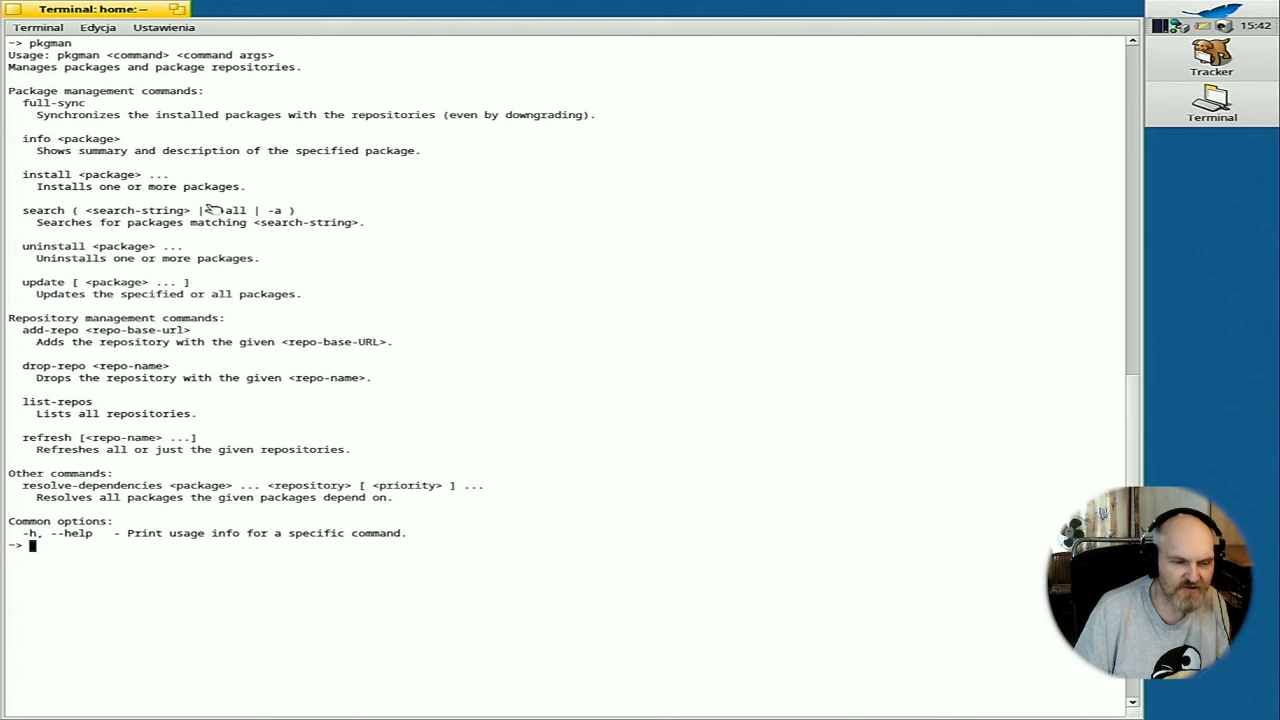 Terminal: home: --
Terminal Edycja Ustawienia
~> pkgman
Usage: pkgman <command> <command args>
Manages packages and package repositories.
Package management commands:
full-sync
Synchronizes the installed packages with the repositories (even by downgrading).
info <package>
Shows summary and description of the specified package.
install <package> ...
Installs one or more packages.
search ( <search-string> | all | -a )
Searches for packages matching <search-string>.
uninstall <package> ...
Uninstalls one or more packages.
update [ <package> ... ]
Updates the specified or all packages.
Repository management commands:
add-repo <repo-base-url>
Adds the repository with the given <repo-base-URL>.
drop-repo <repo-name>
Drops the repository with the given <repo-name>.
list-repos
Lists all repositories.
refresh [<repo-name> ...]
Refreshes all or just the given repositories.
Other commands:
resolve-dependencies <package> ... <repository> [ <priority> ] ...
Resolves all packages the given packages depend on.
Common options:
-h, --help - Print usage info for a specific command.
~>
15:42
Tracker
Terminal